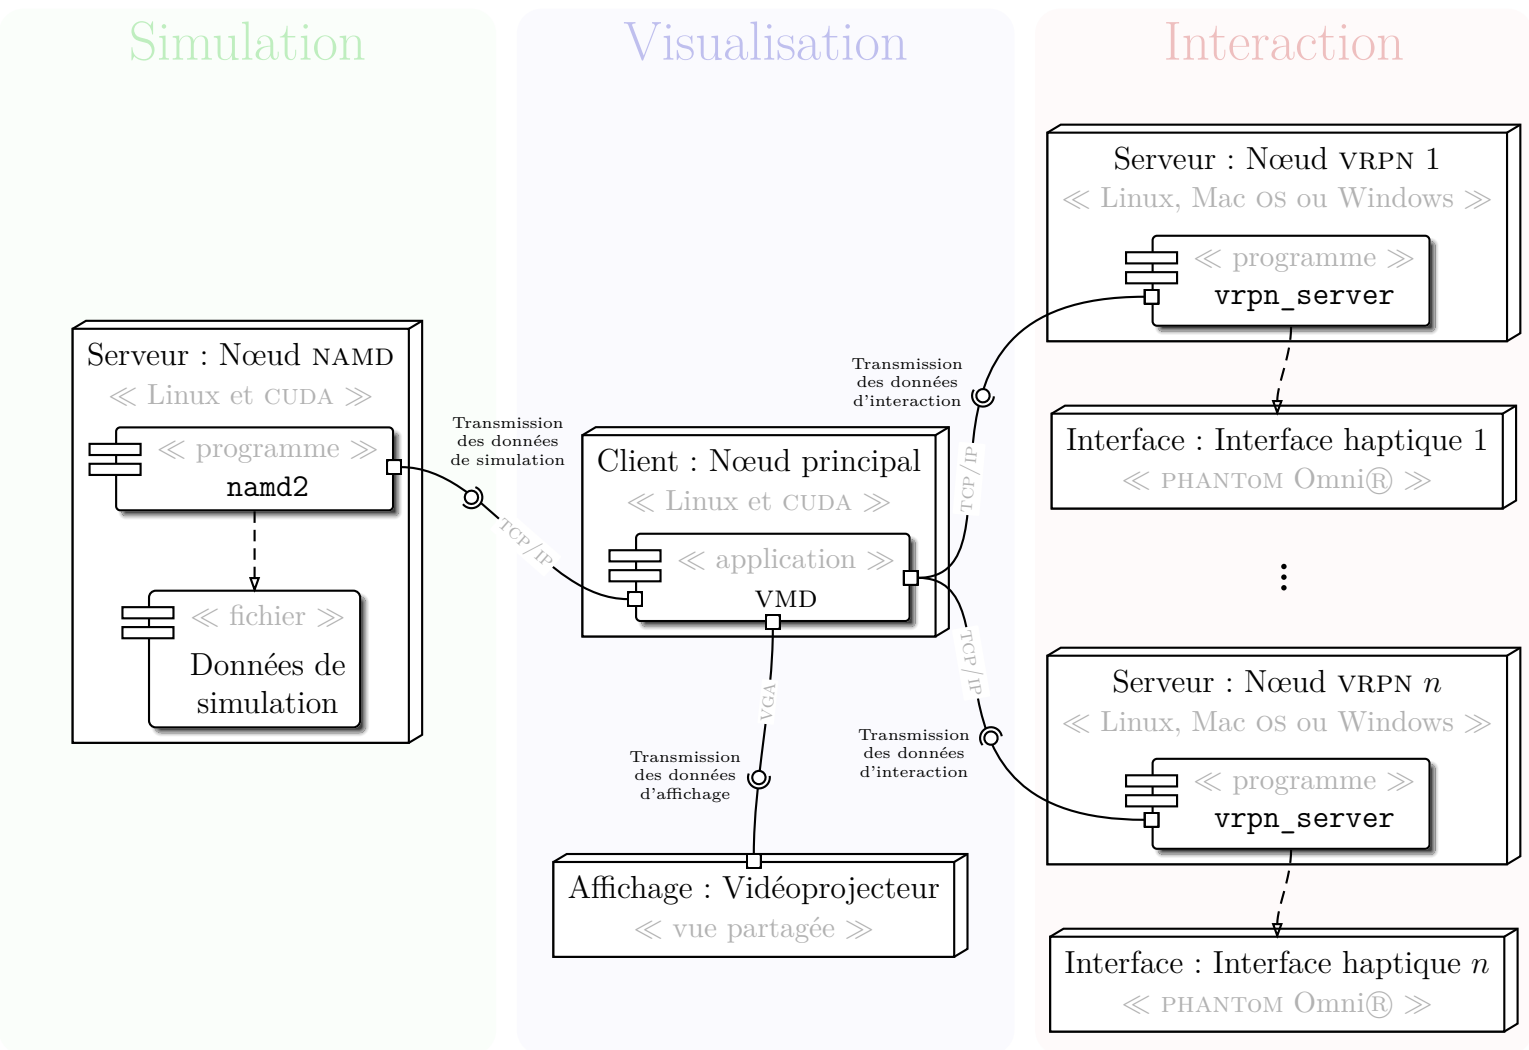 Simulation
Serveur : Nœud NAMD
≪ Linux et CUDA ≫
≪ programme ≫
namd2
≪ fichier ≫
Données de
simulation
Transmission
des données
de simulation
TCP/IP
Visualisation
Client : Nœud principal
≪ Linux et CUDA ≫
≪ application ≫
VMD
VGA
Transmission
des données
d'affichage
Affichage : Vidéoprojecteur
≪ vue partagée ≫
Transmission
des données
d'interaction
TCP/IP
TCP/IP
Transmission
des données
d'interaction
Interaction
Serveur : Nœud VRPN 1
≪ Linux, Mac OS ou Windows ≫
≪ programme ≫
vrpn_server
Interface : Interface haptique 1
≪ PHANToM Omni® ≫
⋮
Serveur : Nœud VRPN n
≪ Linux, Mac OS ou Windows ≫
≪ programme ≫
vrpn_server
Interface : Interface haptique n
≪ PHANToM Omni® ≫